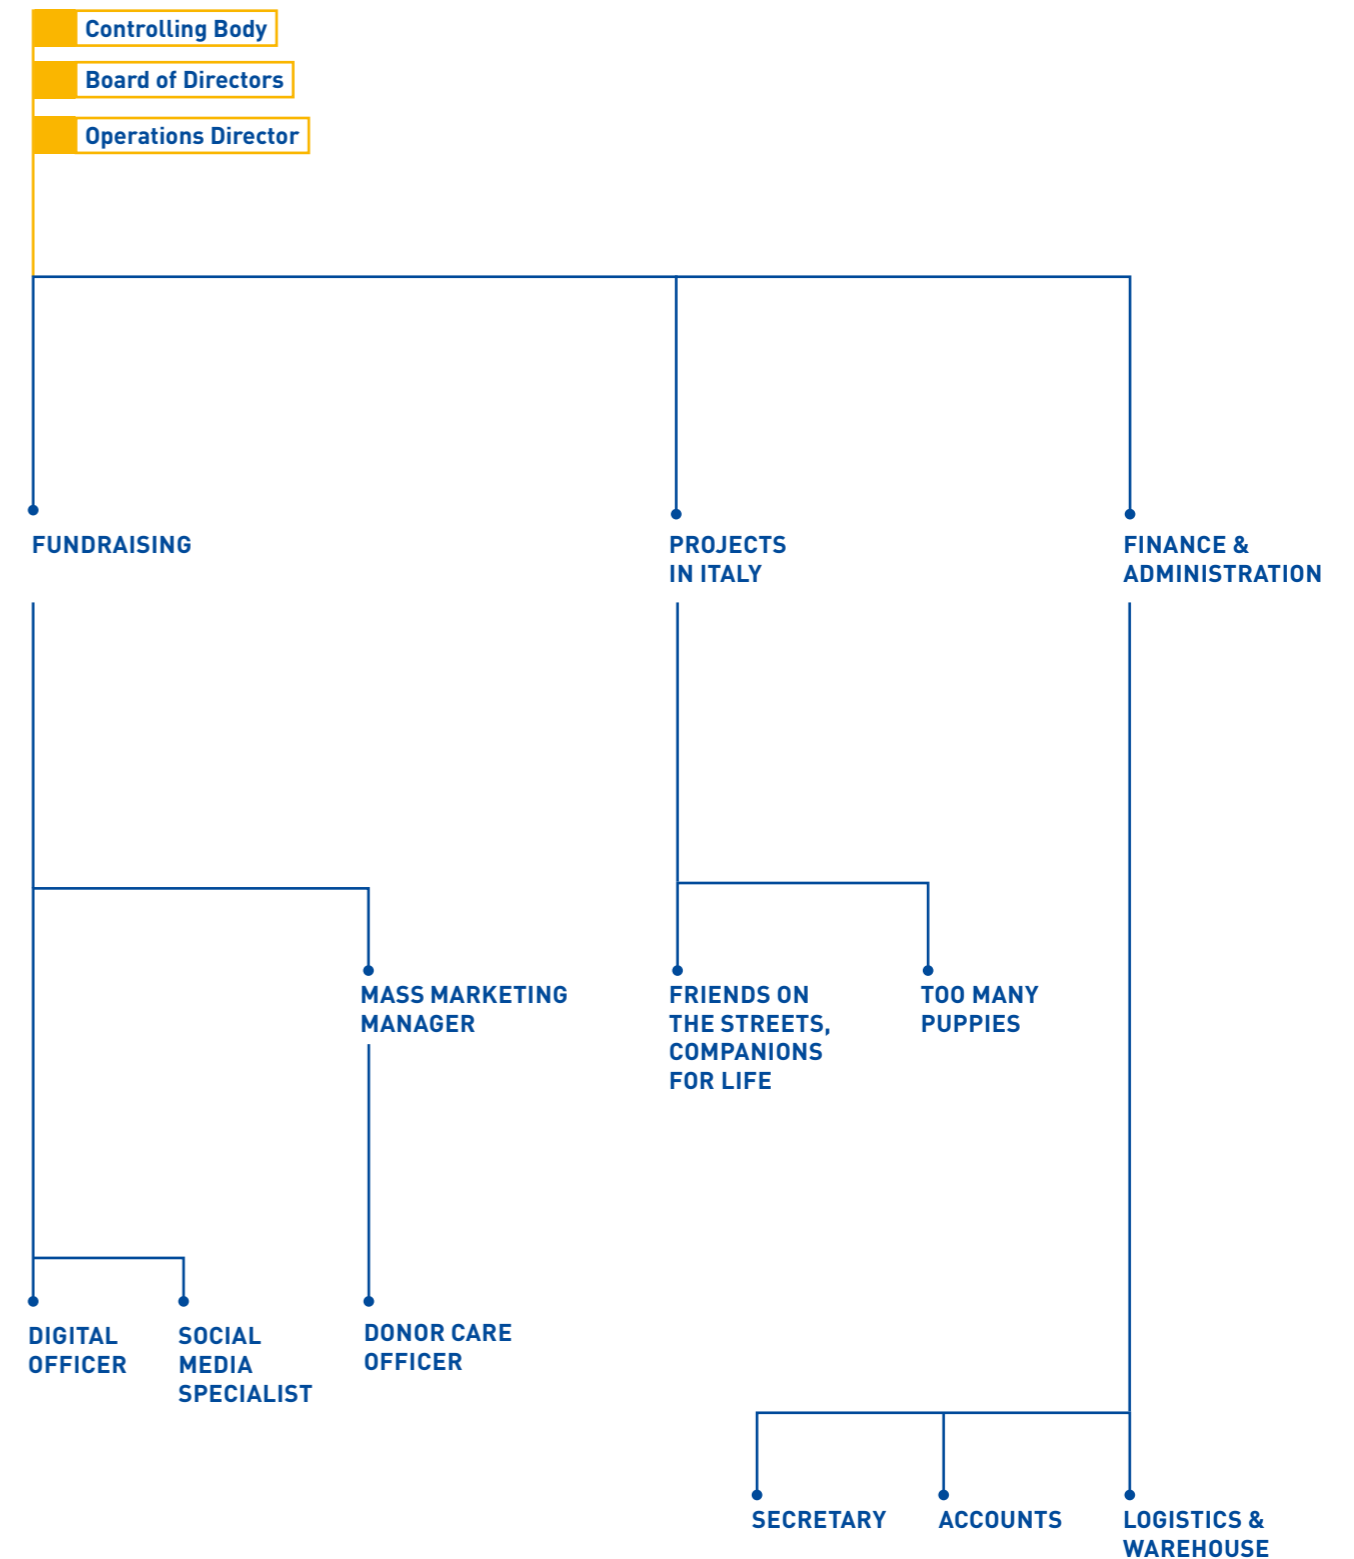 Controlling Body
Board of Directors
Operations Director
FUNDRAISING
PROJECTS
IN ITALY
FINANCE &
ADMINISTRATION
MASS MARKETING
MANAGER
FRIENDS ON
THE STREETS,
COMPANIONS
FOR LIFE
TOO MANY
PUPPIES
DIGITAL
OFFICER
SOCIAL
MEDIA
SPECIALIST
DONOR CARE
OFFICER
SECRETARY
ACCOUNTS
LOGISTICS &
WAREHOUSE